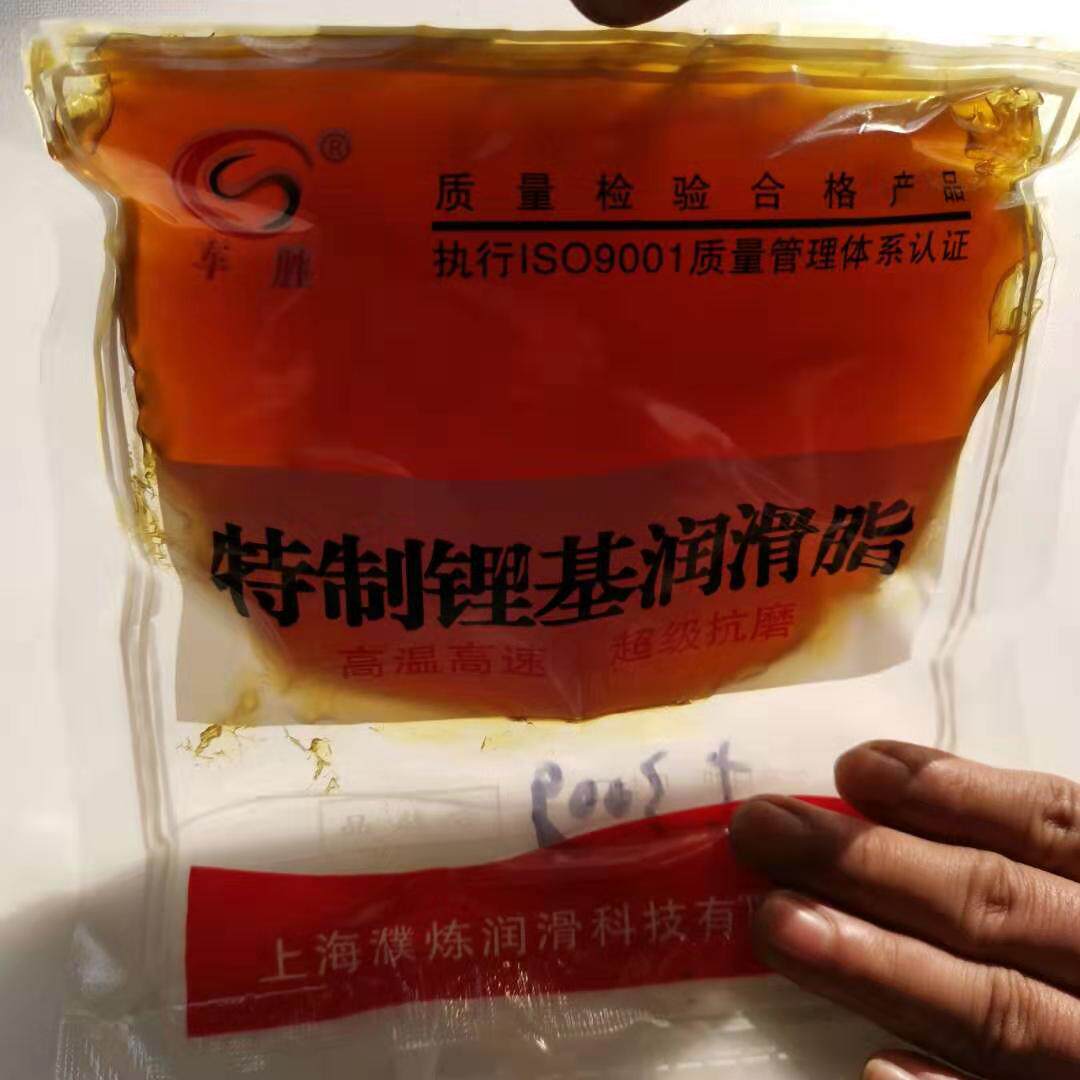 ®
车胜
质量检验合格产品
执行ISO9001质量管理体系认证
特制锂基润滑脂
高温高速 超级抗磨
上海濮炼润滑科技有